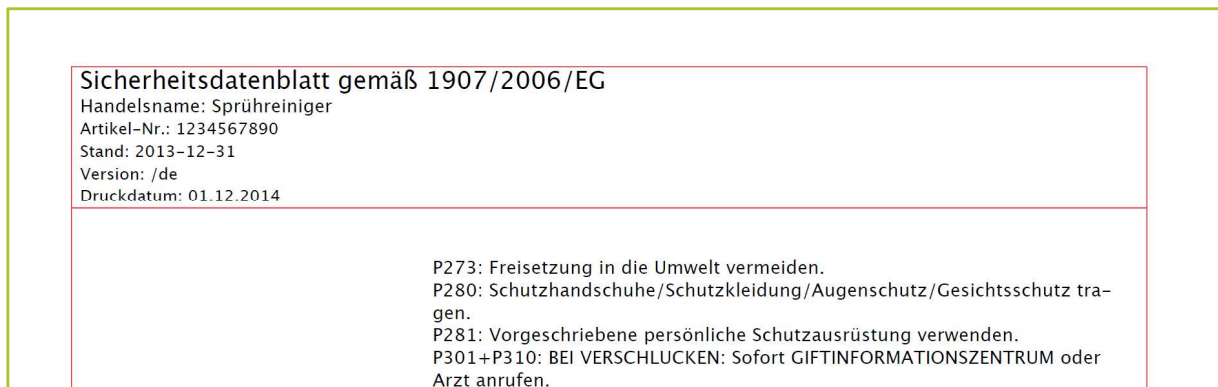 Sicherheitsdatenblatt gemäß 1907/2006/EG
Handelsname: Sprühreiniger
Artikel-Nr.: 1234567890
Stand: 2013-12-31
Version: /de
Druckdatum: 01.12.2014
P273: Freisetzung in die Umwelt vermeiden.
P280: Schutzhandschuhe/Schutzkleidung/Augenschutz/Gesichtsschutz tra-
gen.
P281: Vorgeschriebene persönliche Schutzausrüstung verwenden.
P301+P310: BEI VERSCHLUCKEN: Sofort GIFTINFORMATIONSZENTRUM oder
Arzt anrufen.